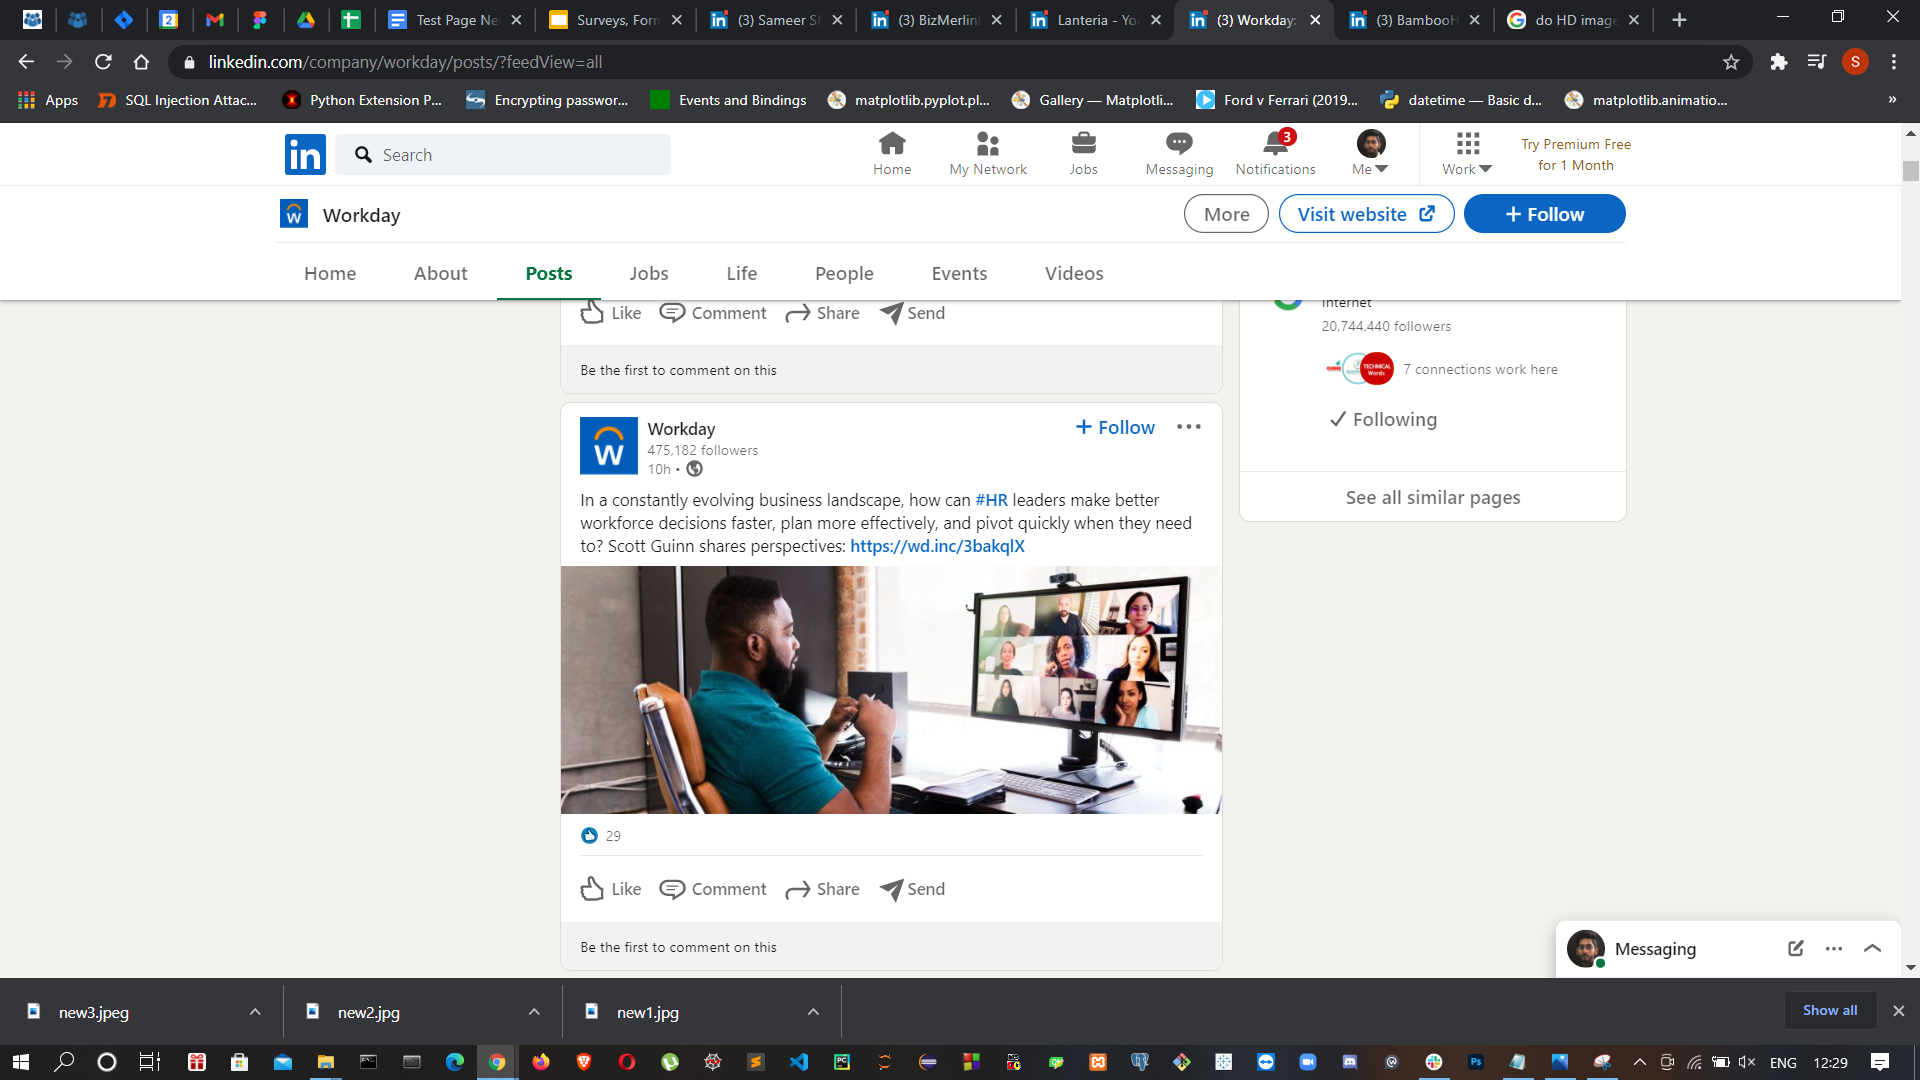 Test Page Ne
Surveys, Forn
(3) Sameer S
(3) BizMerlin
Lanteria - Yo
(3) Workday:
(3) BambooH
do HD image
linkedin.com/company/workday/posts/?feedView=all
S
Apps
SQL Injection Attac...
Python Extension P...
Encrypting passwor...
Events and Bindings
matplotlib.pyplot.pl...
Gallery — Matplotli...
Ford v Ferrari (2019...
datetime — Basic d...
matplotlib.animatio...
»
in
Search
Home
My Network
Jobs
Messaging
3
Notifications
Me
Work
Try Premium Free
for 1 Month
Workday
More
Visit website
+ Follow
Home
About
Posts
Jobs
Life
People
Events
Videos
Like
Comment
Share
Send
Be the first to comment on this
Internet
20,744,440 followers
TECHNICAL
Words
7 connections work here
Following
See all similar pages
Workday
475,182 followers
10h •
+ Follow
In a constantly evolving business landscape, how can #HR leaders make better
workforce decisions faster, plan more effectively, and pivot quickly when they need
to? Scott Guinn shares perspectives: https://wd.inc/3bakqlX
29
Like
Comment
Share
Send
Be the first to comment on this
Messaging
new3.jpeg
new2.jpg
new1.jpg
Show all
ENG
12:29